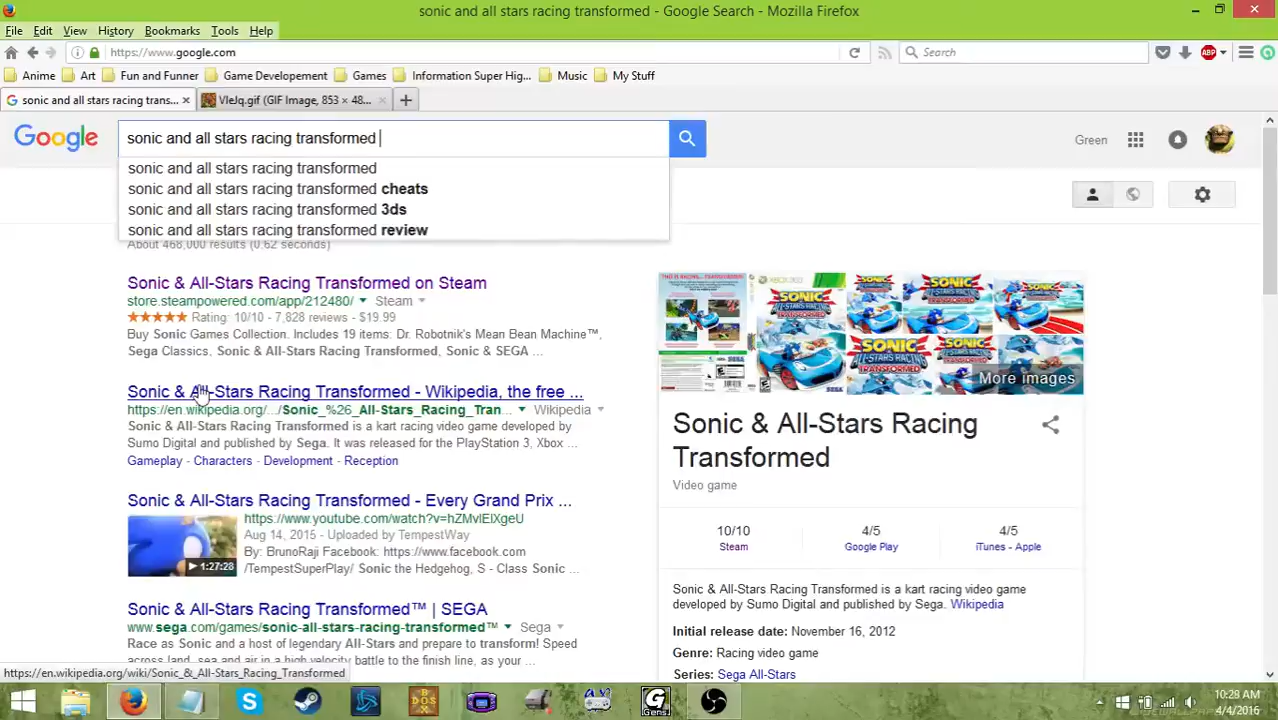 sonic and all stars racing transformed - Google Search - Mozilla Firefox
File Edit View History Bookmarks Tools Help
https://www.google.com
Search
ABP
Anime Art Fun and Funner Game Developement Games Information Super Hig... Music My Stuff
sonic and all stars racing trans... VIeJq.gif (GIF Image, 853 × 48...
Google
sonic and all stars racing transformed
Green
sonic and all stars racing transformed
sonic and all stars racing transformed cheats
sonic and all stars racing transformed 3ds
sonic and all stars racing transformed review
About 468,000 results (0.62 seconds)
Sonic & All-Stars Racing Transformed on Steam
store.steampowered.com/app/212480/ Steam
Rating: 10/10 - 7,828 reviews - $19.99
Buy Sonic Games Collection. Includes 19 items: Dr. Robotnik's Mean Bean Machine™,
Sega Classics, Sonic & All-Stars Racing Transformed, Sonic & SEGA ...
Sonic & All-Stars Racing Transformed - Wikipedia, the free ...
https://en.wikipedia.org/.../Sonic_%26_All-Stars_Racing_Tran... Wikipedia
Sonic & All-Stars Racing Transformed is a kart racing video game developed by
Sumo Digital and published by Sega. It was released for the PlayStation 3, Xbox ...
Gameplay - Characters - Development - Reception
Sonic & All-Stars Racing Transformed - Every Grand Prix ...
https://www.youtube.com/watch?v=hZMvlElXgeU
Aug 14, 2015 - Uploaded by TempestWay
By: BrunoRaji Facebook: https://www.facebook.com
/TempestSuperPlay/ Sonic the Hedgehog, S - Class Sonic ...
1:27:28
Sonic & All-Stars Racing Transformed™ | SEGA
www.sega.com/games/sonic-all-stars-racing-transformed™ Sega
Race as Sonic and a host of legendary All-Stars and prepare to transform! Speed
across land, sea and air in a high velocity battle to the finish line, as your ...
More images
Sonic & All-Stars Racing
Transformed
Video game
10/10 4/5 4/5
Steam Google Play iTunes - Apple
Sonic & All-Stars Racing Transformed is a kart racing video game
developed by Sumo Digital and published by Sega. Wikipedia
Initial release date: November 16, 2012
Genre: Racing video game
Series: Sega All-Stars
https://en.wikipedia.org/wiki/Sonic_&_All-Stars_Racing_Transformed
DOS
Gens
10:28 AM
4/4/2016